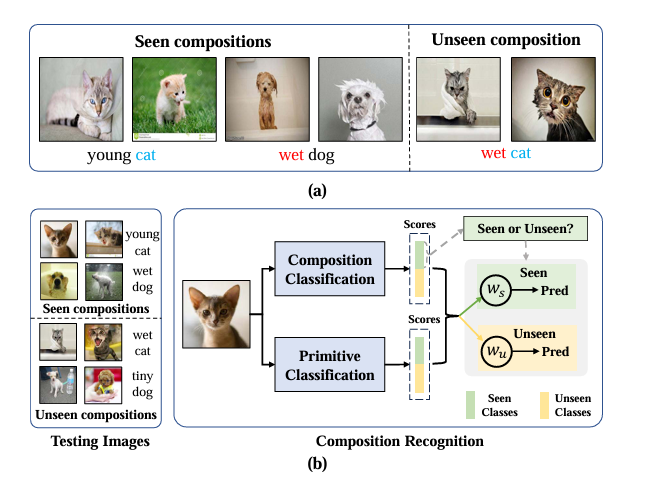 Seen compositions
Unseen composition
young cat
wet dog
wet cat
(a)
young
cat
wet
dog
Seen compositions
wet
cat
tiny
dog
Unseen compositions
Testing Images
Composition
Classification
Primitive
Classification
Scores
Scores
Seen or Unseen?
Seen
Ws
Pred
Unseen
Wu
Pred
Seen
Classes
Unseen
Classes
Composition Recognition
(b)